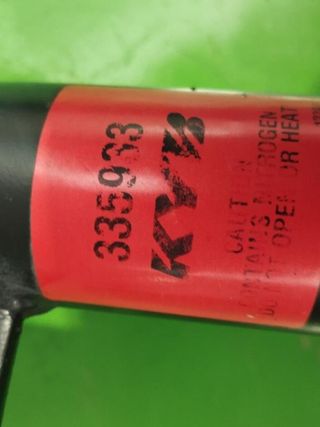 335933
KYB
CAUTION
CONTAINS NITROGEN
DO NOT OPEN OR HEAT